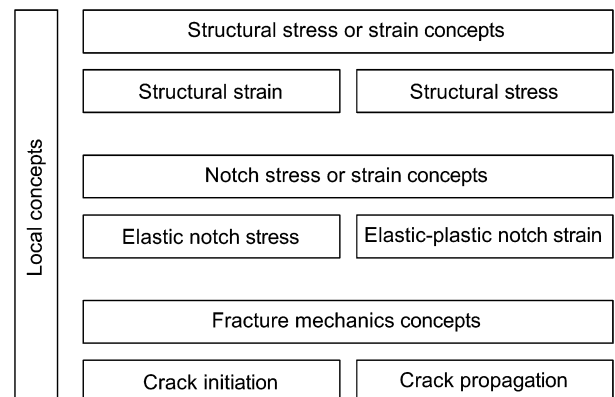 Local concepts
Structural stress or strain concepts
Structural strain
Structural stress
Notch stress or strain concepts
Elastic notch stress
Elastic-plastic notch strain
Fracture mechanics concepts
Crack initiation
Crack propagation